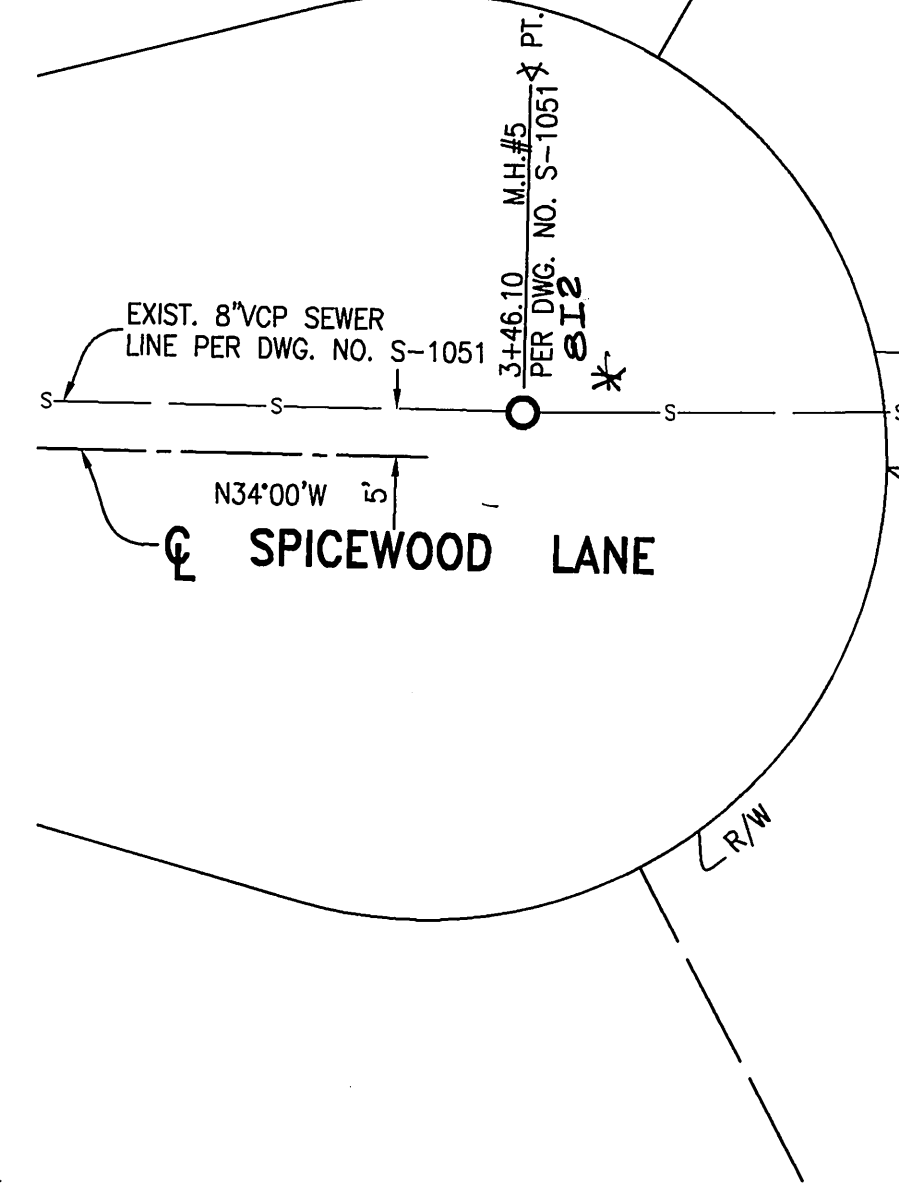 ∢ PT.
3+46.10 M.H.#5
PER DWG. NO. S-1051
8I2
*
EXIST. 8"VCP SEWER
LINE PER DWG. NO. S-1051
S S S S
N34°00'W 5'
℄ SPICEWOOD LANE
R/W